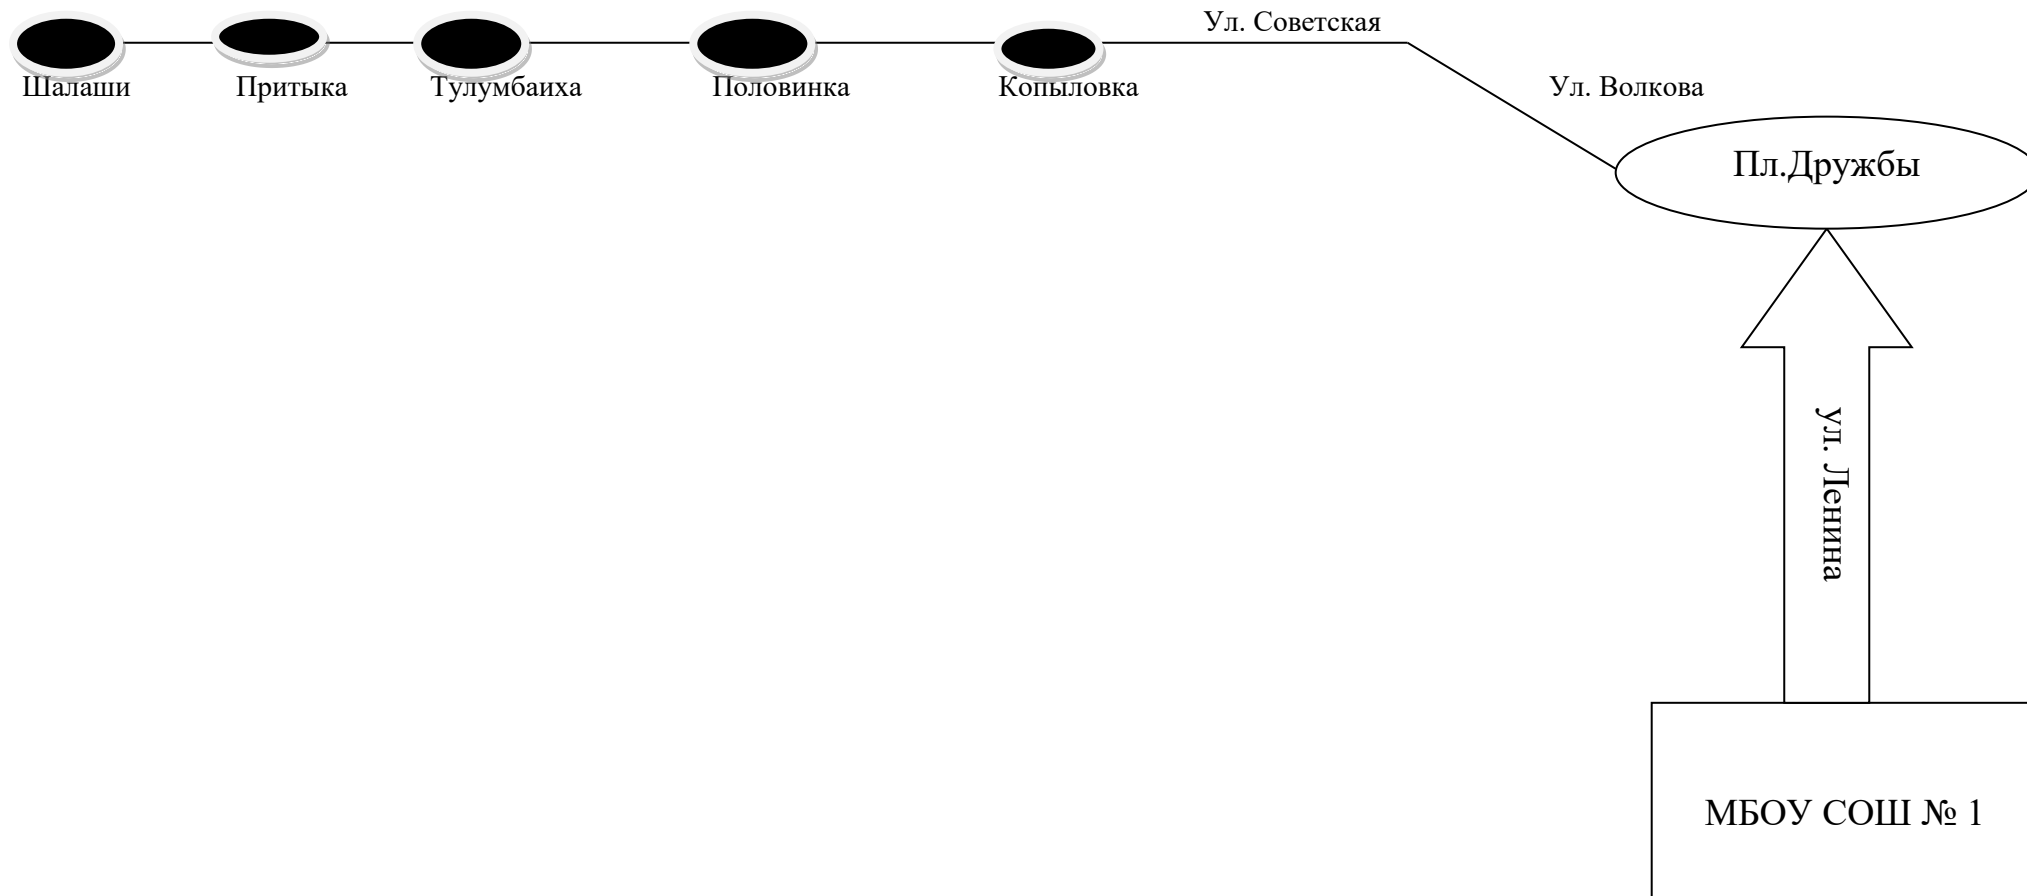 Ул. Советская
Шалаши Притыка Тулумбаиха Половинка Копыловка Ул. Волкова
Пл.Дружбы
ул. Ленина
МБОУ СОШ № 1